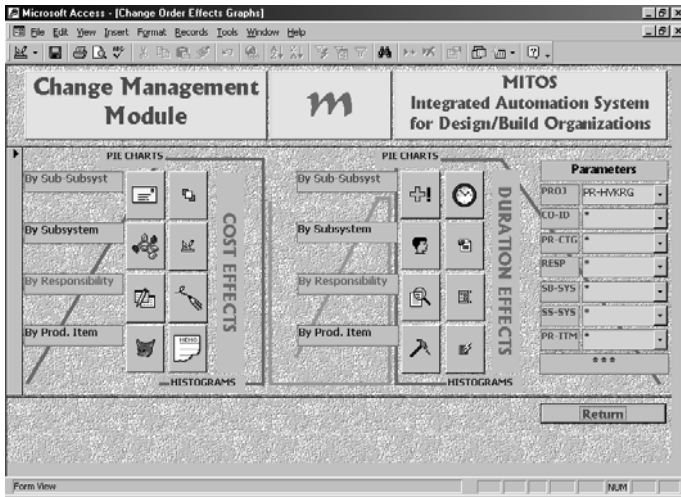 Microsoft Access - [Change Order Effects Graphs]
File Edit View Insert Format Records Tools Window Help
Change Management
Module
m
MITOS
Integrated Automation System
for Design/Build Organizations
PIE CHARTS
By Sub-Subsyst
By Subsystem
By Responsibility
By Prod. Item
COST EFFECTS
MEMO
HISTOGRAMS
PIE CHARTS
By Sub-Subsyst
By Subsystem
By Responsibility
By Prod. Item
DURATION EFFECTS
HISTOGRAMS
Parameters
PROJ PR-HVKRG
CO-ID *
PR-CTG *
RESP *
SB-SYS *
SS-SYS *
PR-ITM *
***
Return
Form View
NUM